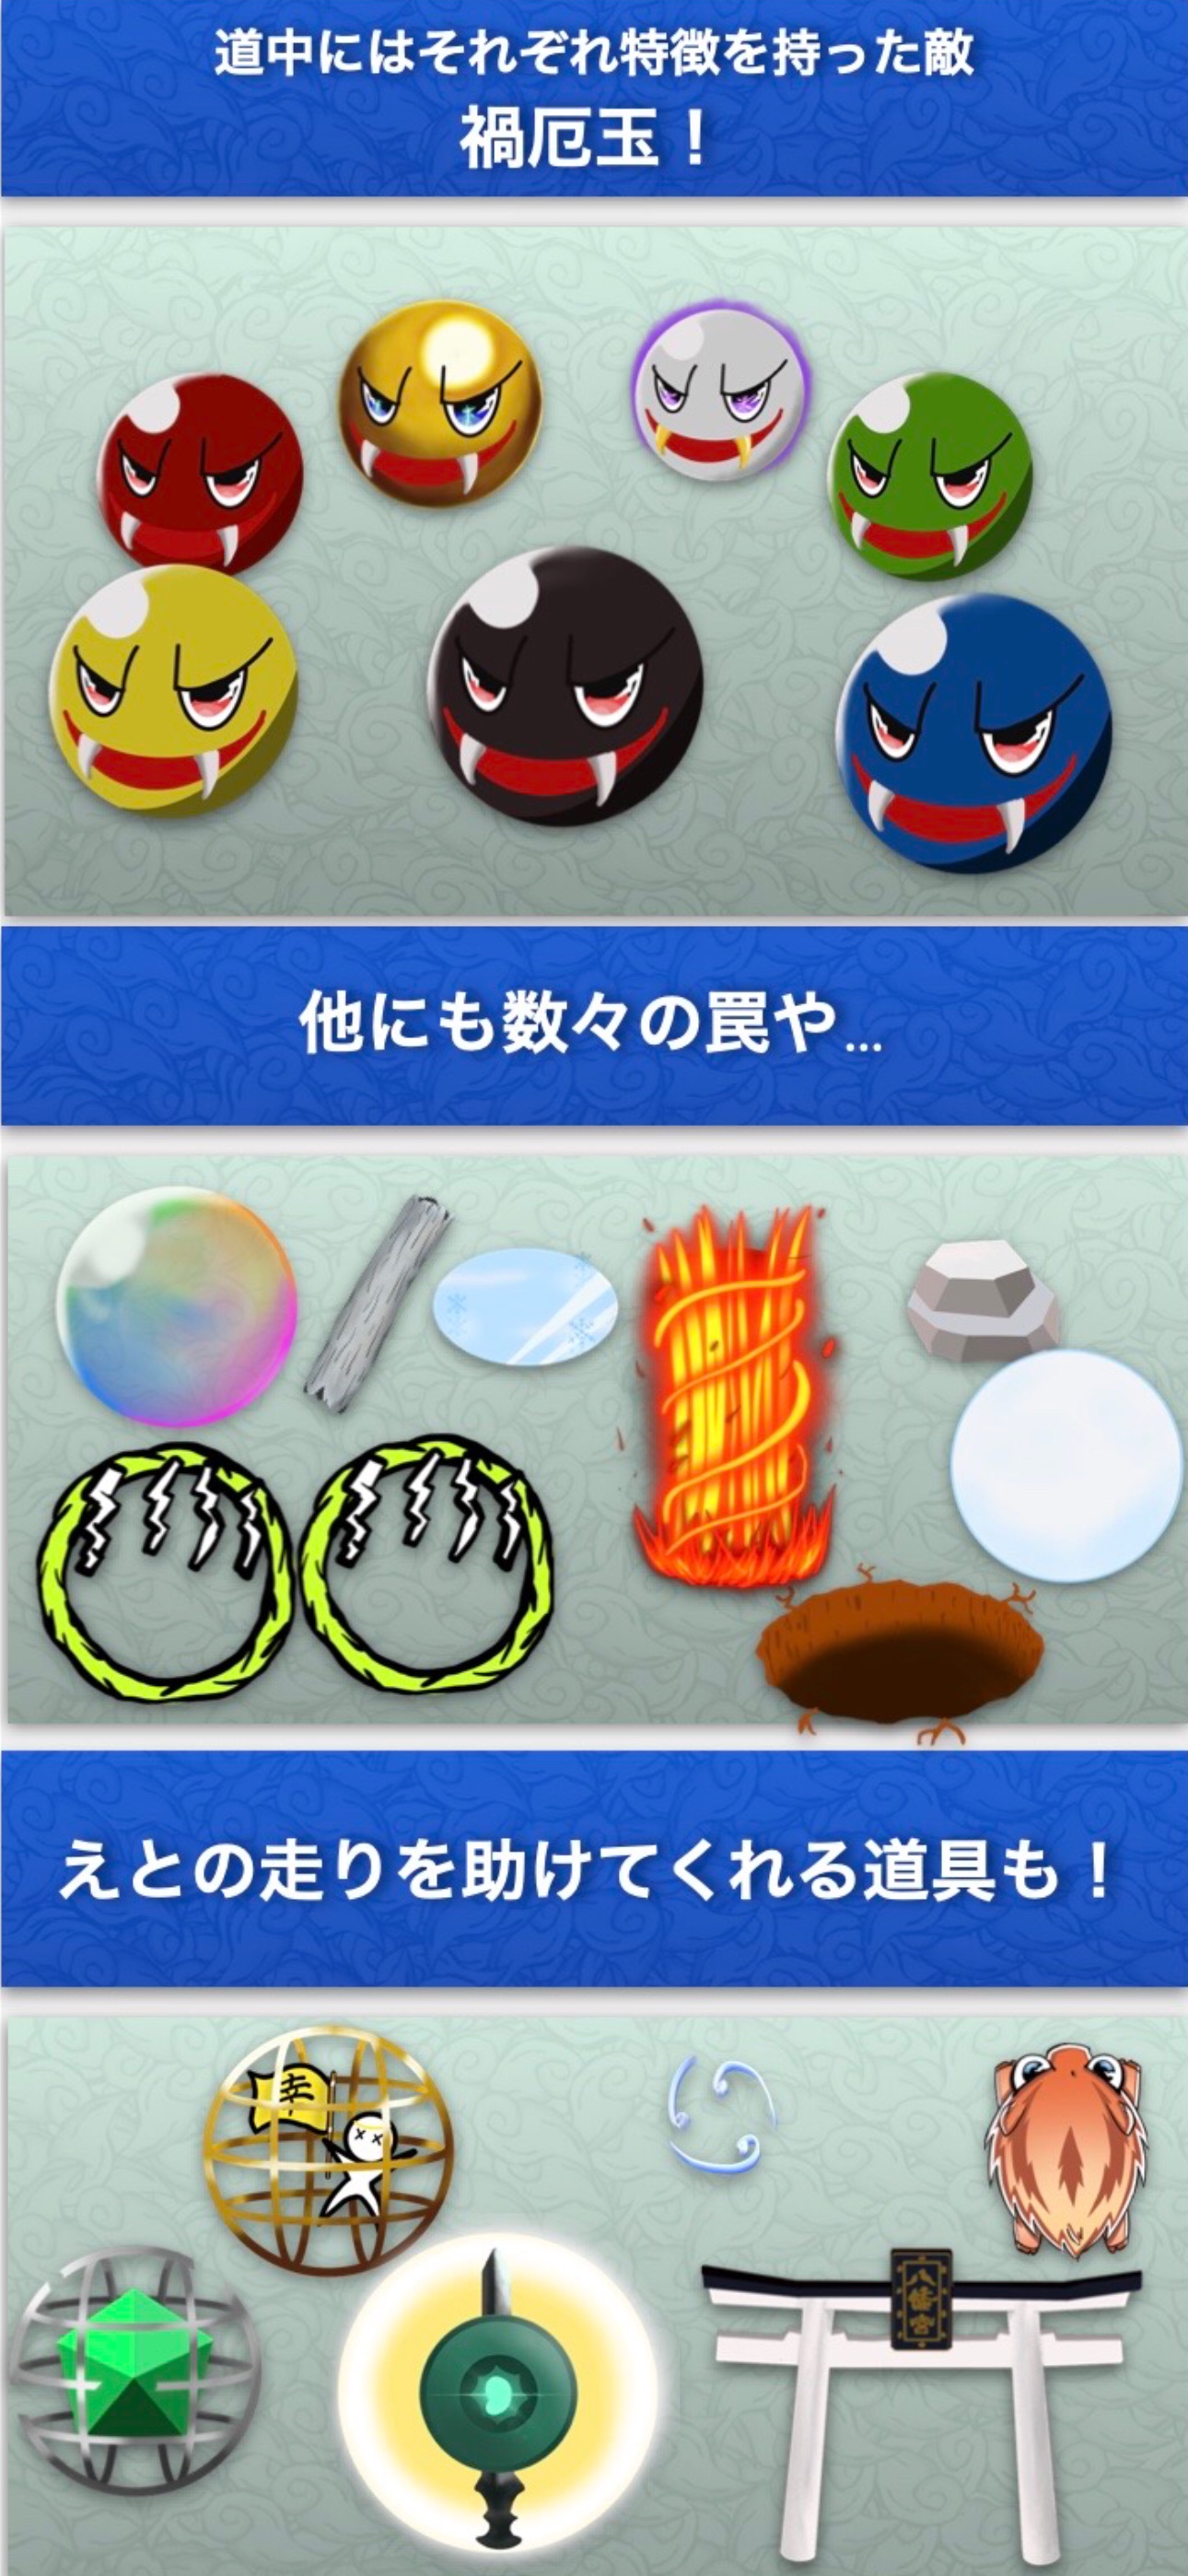 道中にはそれぞれ特徴を持った敵
禍厄玉！
他にも数々の罠や...
えとの走りを助けてくれる道具も！
幸
八幡宮